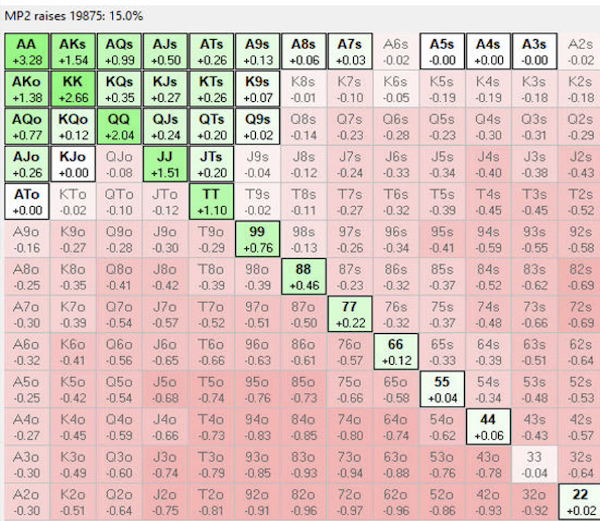 MP2 raises 19875: 15.0%
AA AKs AQs AJs ATs A9s A8s A7s A6s A5s A4s A3s A2s
+3.28 +1.54 +0.99 +0.50 +0.26 +0.13 +0.06 +0.03 -0.02 -0.00 -0.00 -0.00 -0.02
AKo KK KQs KJs KTs K9s K8s K7s K6s K5s K4s K3s K2s
+1.38 +2.66 +0.35 +0.27 +0.26 +0.07 -0.01 -0.10 -0.05 -0.19 -0.19 -0.18 -0.18
AQo KQo QQ QJs QTs Q9s Q8s Q7s Q6s Q5s Q4s Q3s Q2s
+0.77 +0.12 +2.04 +0.24 +0.20 +0.02 -0.14 -0.23 -0.28 -0.23 -0.30 -0.31 -0.29
AJo KJo QJo JJ JTs J9s J8s J7s J6s J5s J4s J3s J2s
+0.26 +0.00 -0.08 +1.51 +0.20 -0.04 -0.12 -0.24 -0.33 -0.34 -0.40 -0.38 -0.43
ATo KTo QTo JTo TT T9s T8s T7s T6s T5s T4s T3s T2s
+0.00 -0.02 -0.10 -0.12 +1.10 -0.02 -0.11 -0.27 -0.32 -0.39 -0.45 -0.45 -0.52
A9o K9o Q9o J9o T9o 99 98s 97s 96s 95s 94s 93s 92s
-0.16 -0.27 -0.28 -0.30 -0.29 +0.76 -0.13 -0.26 -0.34 -0.41 -0.59 -0.55 -0.58
A8o K8o Q8o J8o T8o 98o 88 87s 86s 85s 84s 83s 82s
-0.25 -0.35 -0.41 -0.42 -0.39 -0.39 +0.46 -0.23 -0.32 -0.37 -0.52 -0.62 -0.69
A7o K7o Q7o J7o T7o 97o 87o 77 76s 75s 74s 73s 72s
-0.30 -0.39 -0.54 -0.57 -0.52 -0.51 -0.50 +0.22 -0.32 -0.37 -0.48 -0.66 -0.69
A6o K6o Q6o J6o T6o 96o 86o 76o 66 65s 64s 63s 62s
-0.32 -0.41 -0.56 -0.65 -0.66 -0.63 -0.61 -0.57 +0.12 -0.33 -0.39 -0.51 -0.64
A5o K5o Q5o J5o T5o 95o 85o 75o 65o 55 54s 53s 52s
-0.25 -0.42 -0.54 -0.68 -0.74 -0.76 -0.73 -0.66 -0.58 +0.04 -0.34 -0.48 -0.53
A4o K4o Q4o J4o T4o 94o 84o 74o 64o 54o 44 43s 42s
-0.27 -0.45 -0.59 -0.66 -0.73 -0.83 -0.85 -0.80 -0.74 -0.62 +0.06 -0.43 -0.57
A3o K3o Q3o J3o T3o 93o 83o 73o 63o 53o 43o 33 32s
-0.30 -0.49 -0.60 -0.74 -0.79 -0.85 -0.93 -0.94 -0.88 -0.76 -0.78 -0.04 -0.64
A2o K2o Q2o J2o T2o 92o 82o 72o 62o 52o 42o 32o 22
-0.30 -0.51 -0.64 -0.75 -0.81 -0.91 -0.96 -0.97 -0.96 -0.86 -0.93 -0.92 +0.02